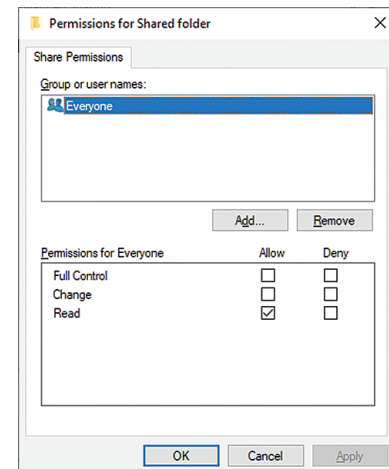 Permissions for Shared folder
Share Permissions
Group or user names:
Everyone
Add... Remove
Permissions for Everyone Allow Deny
Full Control
Change
Read
OK Cancel Apply